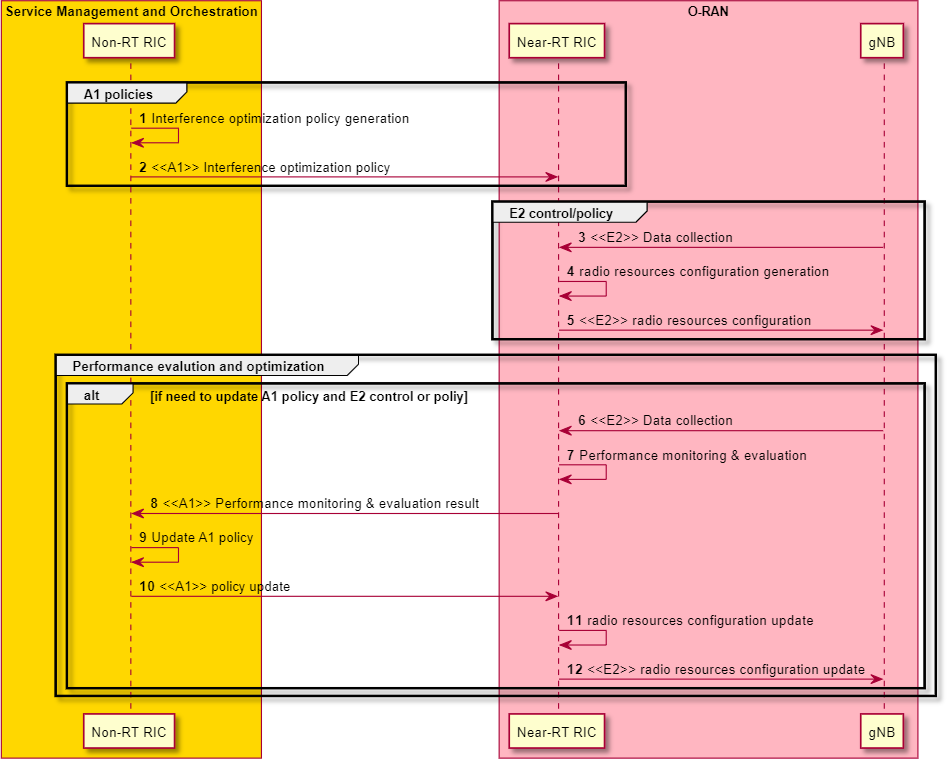 Service Management and Orchestration
O-RAN
Non-RT RIC
Near-RT RIC
gNB
A1 policies
1 Interference optimization policy generation
2 <<A1>> Interference optimization policy
E2 control/policy
3 <<E2>> Data collection
4 radio resources configuration generation
5 <<E2>> radio resources configuration
Performance evalution and optimization
alt
[if need to update A1 policy and E2 control or poliy]
6 <<E2>> Data collection
7 Performance monitoring & evaluation
8 <<A1>> Performance monitoring & evaluation result
9 Update A1 policy
10 <<A1>> policy update
11 radio resources configuration update
12 <<E2>> radio resources configuration update
Non-RT RIC
Near-RT RIC
gNB